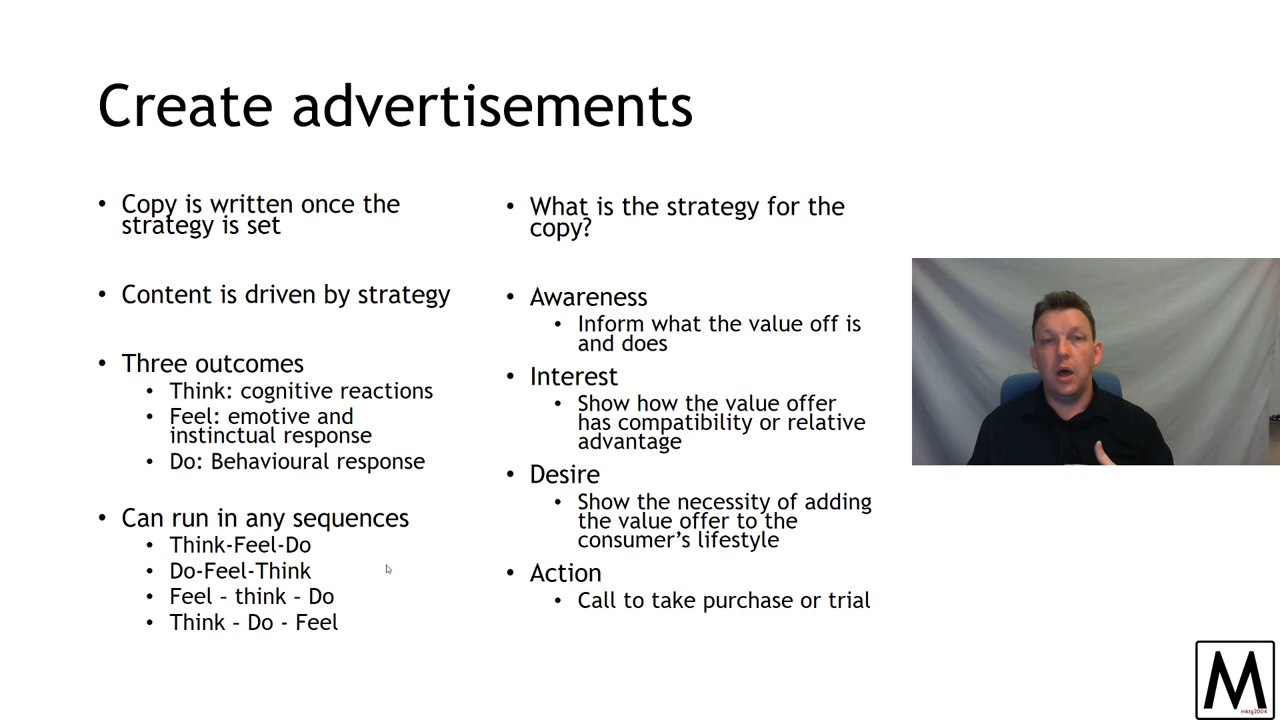 Create advertisements
• Copy is written once the
strategy is set
• Content is driven by strategy
• Three outcomes
• Think: cognitive reactions
• Feel: emotive and
instinctual response
• Do: Behavioural response
• Can run in any sequences
• Think-Feel-Do
• Do-Feel-Think
• Feel – think – Do
• Think – Do - Feel
• What is the strategy for the
copy?
• Awareness
• Inform what the value off is
and does
• Interest
• Show how the value offer
has compatibility or relative
advantage
• Desire
• Show the necessity of adding
the value offer to the
consumer’s lifestyle
• Action
• Call to take purchase or trial
M
mktg2004